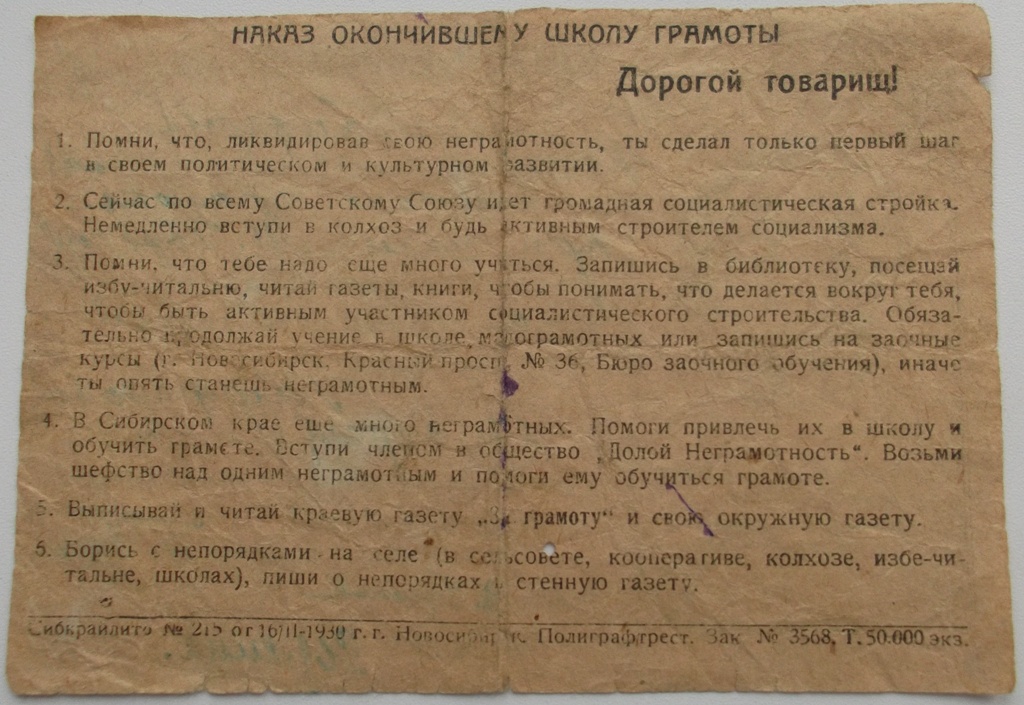 НАКАЗ ОКОНЧИВШЕМУ ШКОЛУ ГРАМОТЫ
Дорогой товарищ!
1. Помни, что, ликвидировав свою неграмотность, ты сделал только первый шаг
в своем политическом и культурном развитии.
2. Сейчас по всему Советскому Союзу идет громадная социалистическая стройка.
Немедленно вступи в колхоз и будь активным строителем социализма.
3. Помни, что тебе надо еще много учиться. Запишись в библиотеку, посещай
избу-читальню, читай газеты, книги, чтобы понимать, что делается вокруг тебя,
чтобы быть активным участником социалистического строительства. Обяза-
тельно продолжай учение в школе малограмотных или запишись на заочные
курсы (г. Новосибирск, Красный просп. № 36, Бюро заочного обучения), иначе
ты опять станешь неграмотным.
4. В Сибирском крае еще много неграмотных. Помоги привлечь их в школу и
обучить грамоте. Вступи членом в общество „Долой Неграмотность“. Возьми
шефство над одним неграмотным и помоги ему обучиться грамоте.
5. Выписывай и читай краевую газету „За грамоту“ и свою окружную газету.
6. Борись с непорядками на селе (в сельсовете, кооперативе, колхозе, избе-чи-
тальне, школах), пиши о непорядках в стенную газету.
Сибкрайлито № 215 от 16/II-1930 г. г. Новосибирск. Полиграфтрест. Зак. № 3568, Т. 50.000 экз.